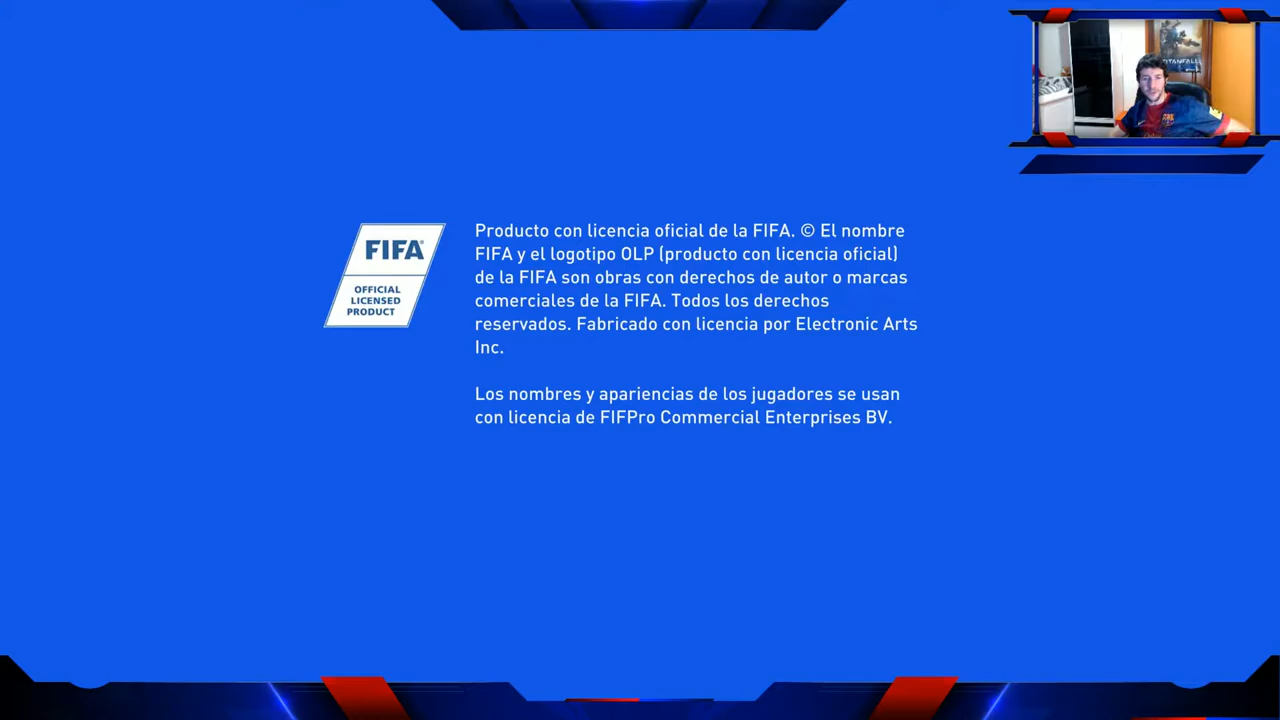 TITANFALL
FIFA
OFFICIAL
LICENSED
PRODUCT
Producto con licencia oficial de la FIFA. © El nombre
FIFA y el logotipo OLP (producto con licencia oficial)
de la FIFA son obras con derechos de autor o marcas
comerciales de la FIFA. Todos los derechos
reservados. Fabricado con licencia por Electronic Arts
Inc.
Los nombres y apariencias de los jugadores se usan
con licencia de FIFPro Commercial Enterprises BV.